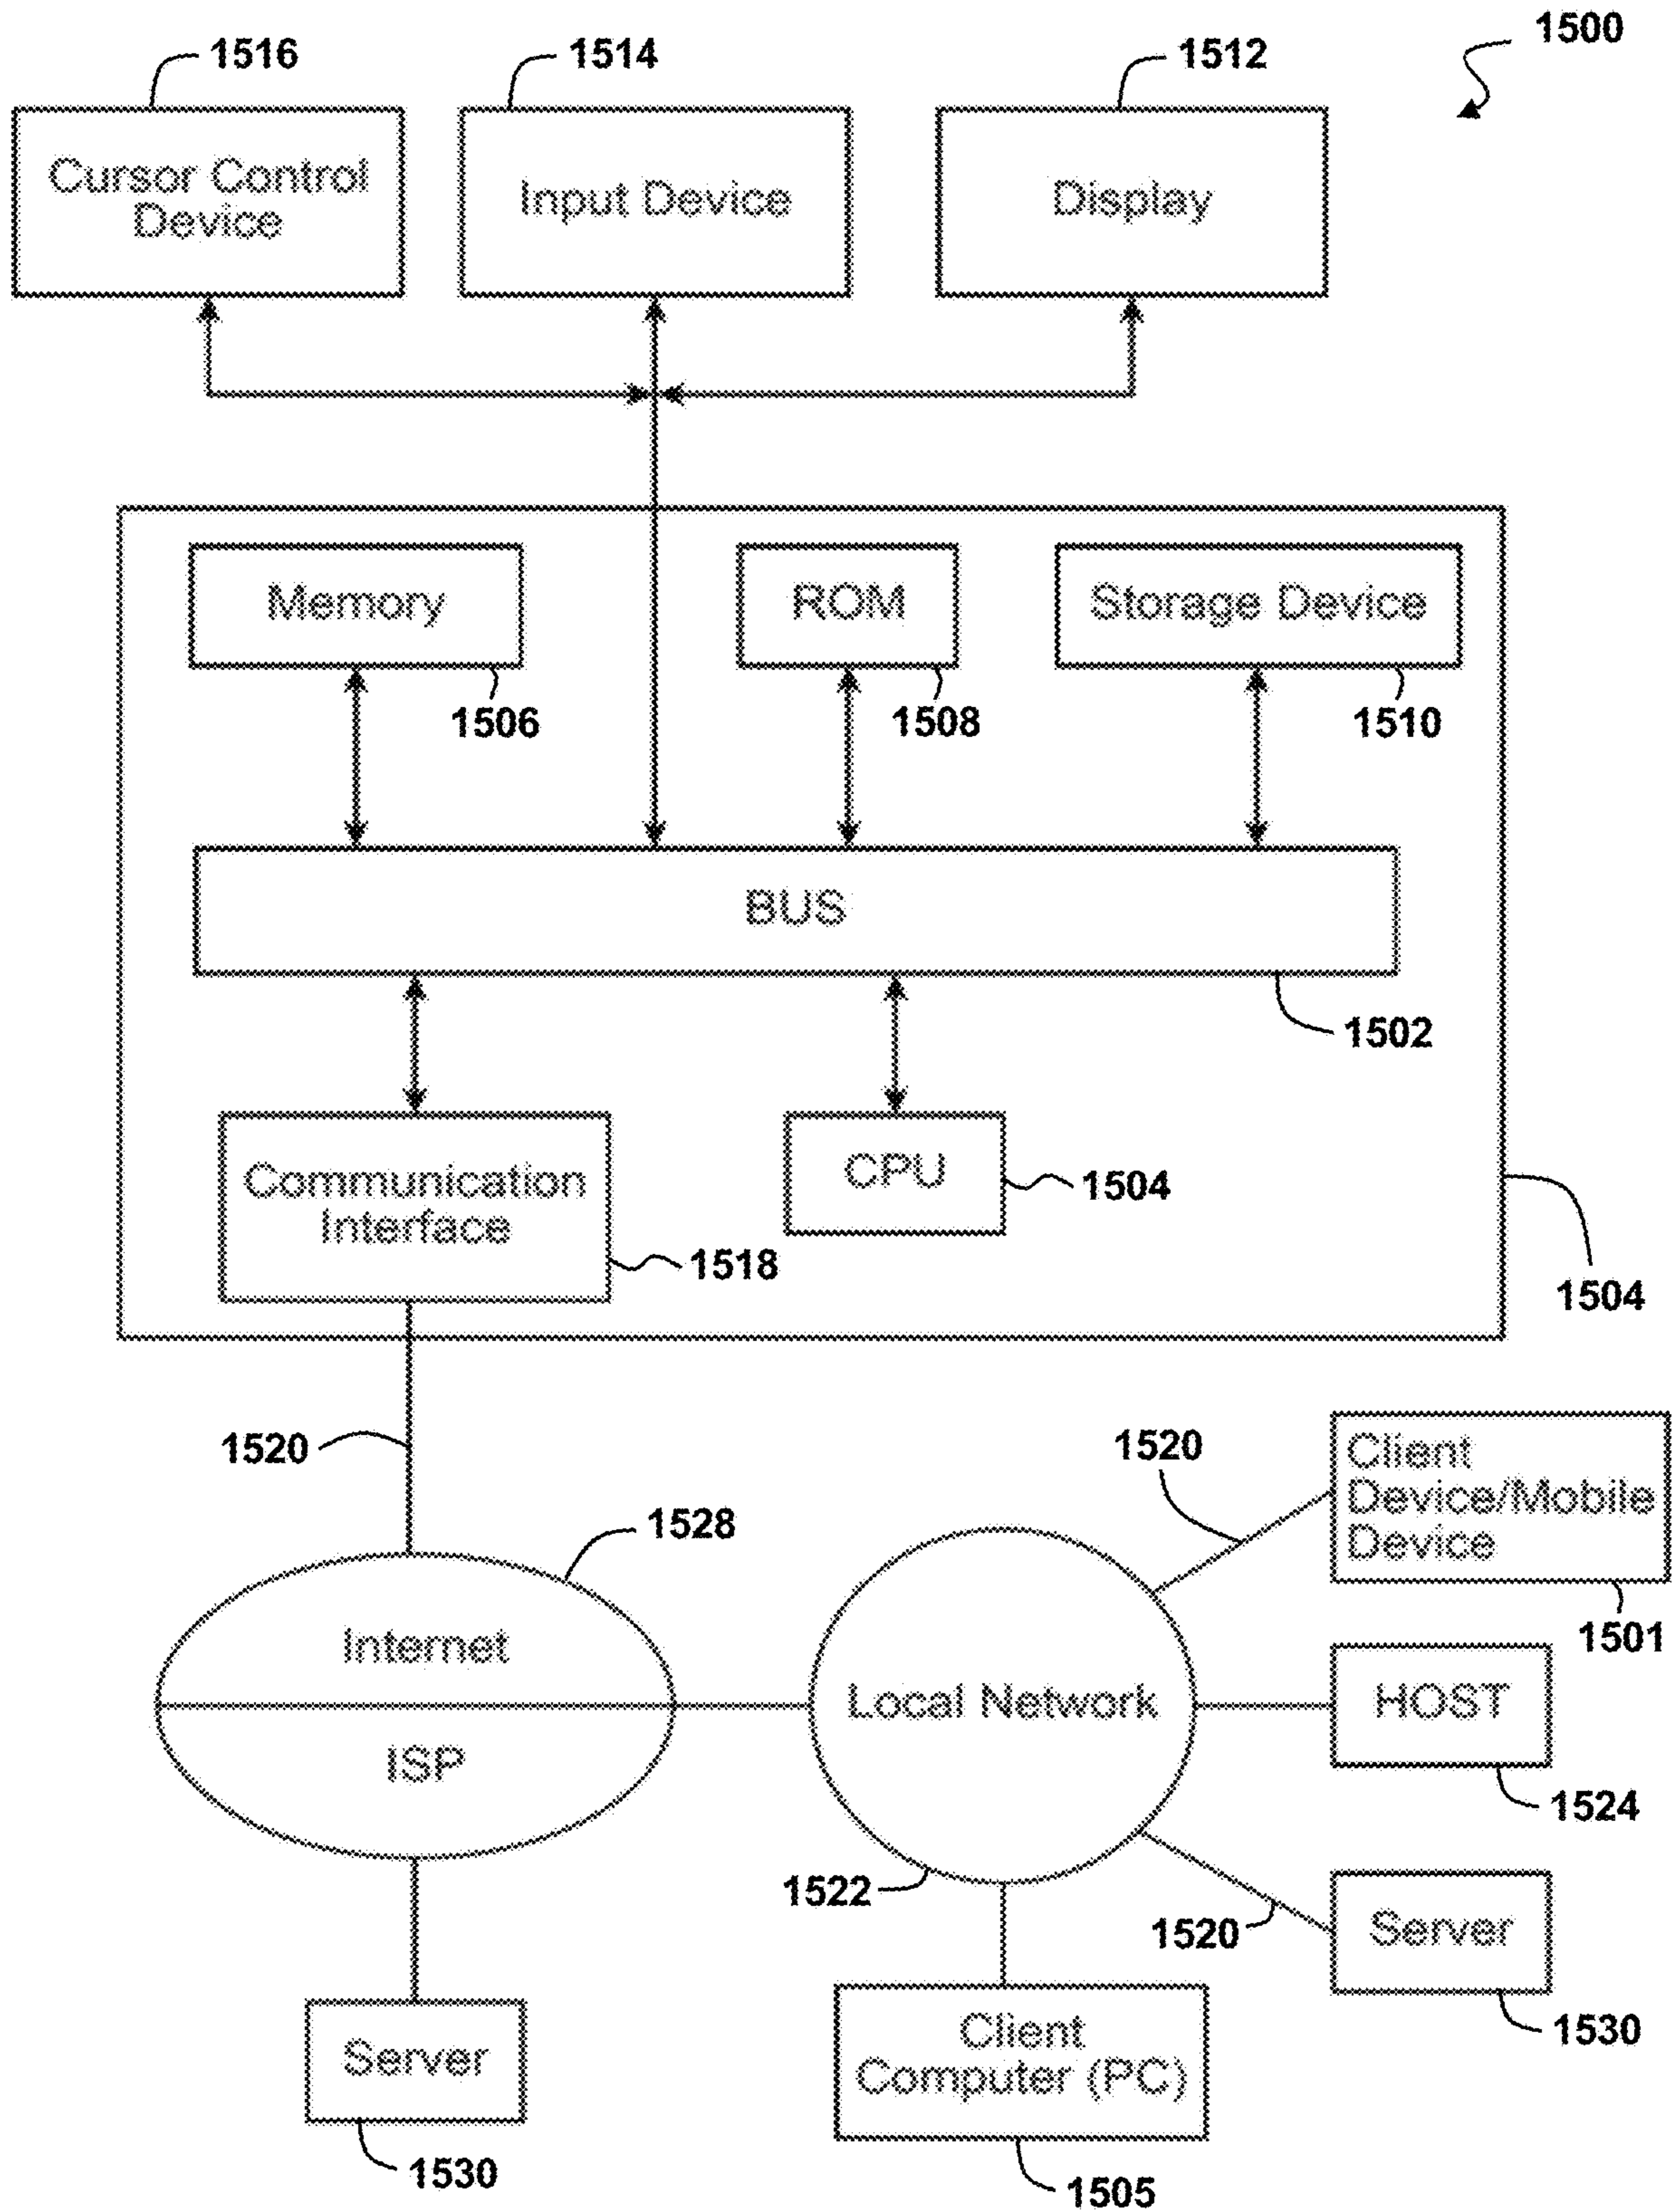 1500
1516
1514
1512
Cursor Control
Device
Input Device
Display
Memory
ROM
Storage Device
1506
1508
1510
BUS
1502
Communication
Interface
CPU
1504
1518
1504
1520
1520
Client
Device/Mobile
Device
1501
1528
Internet
ISP
Local Network
HOST
1524
1522
1520
Server
1530
Server
1530
Client
Computer (PC)
1505